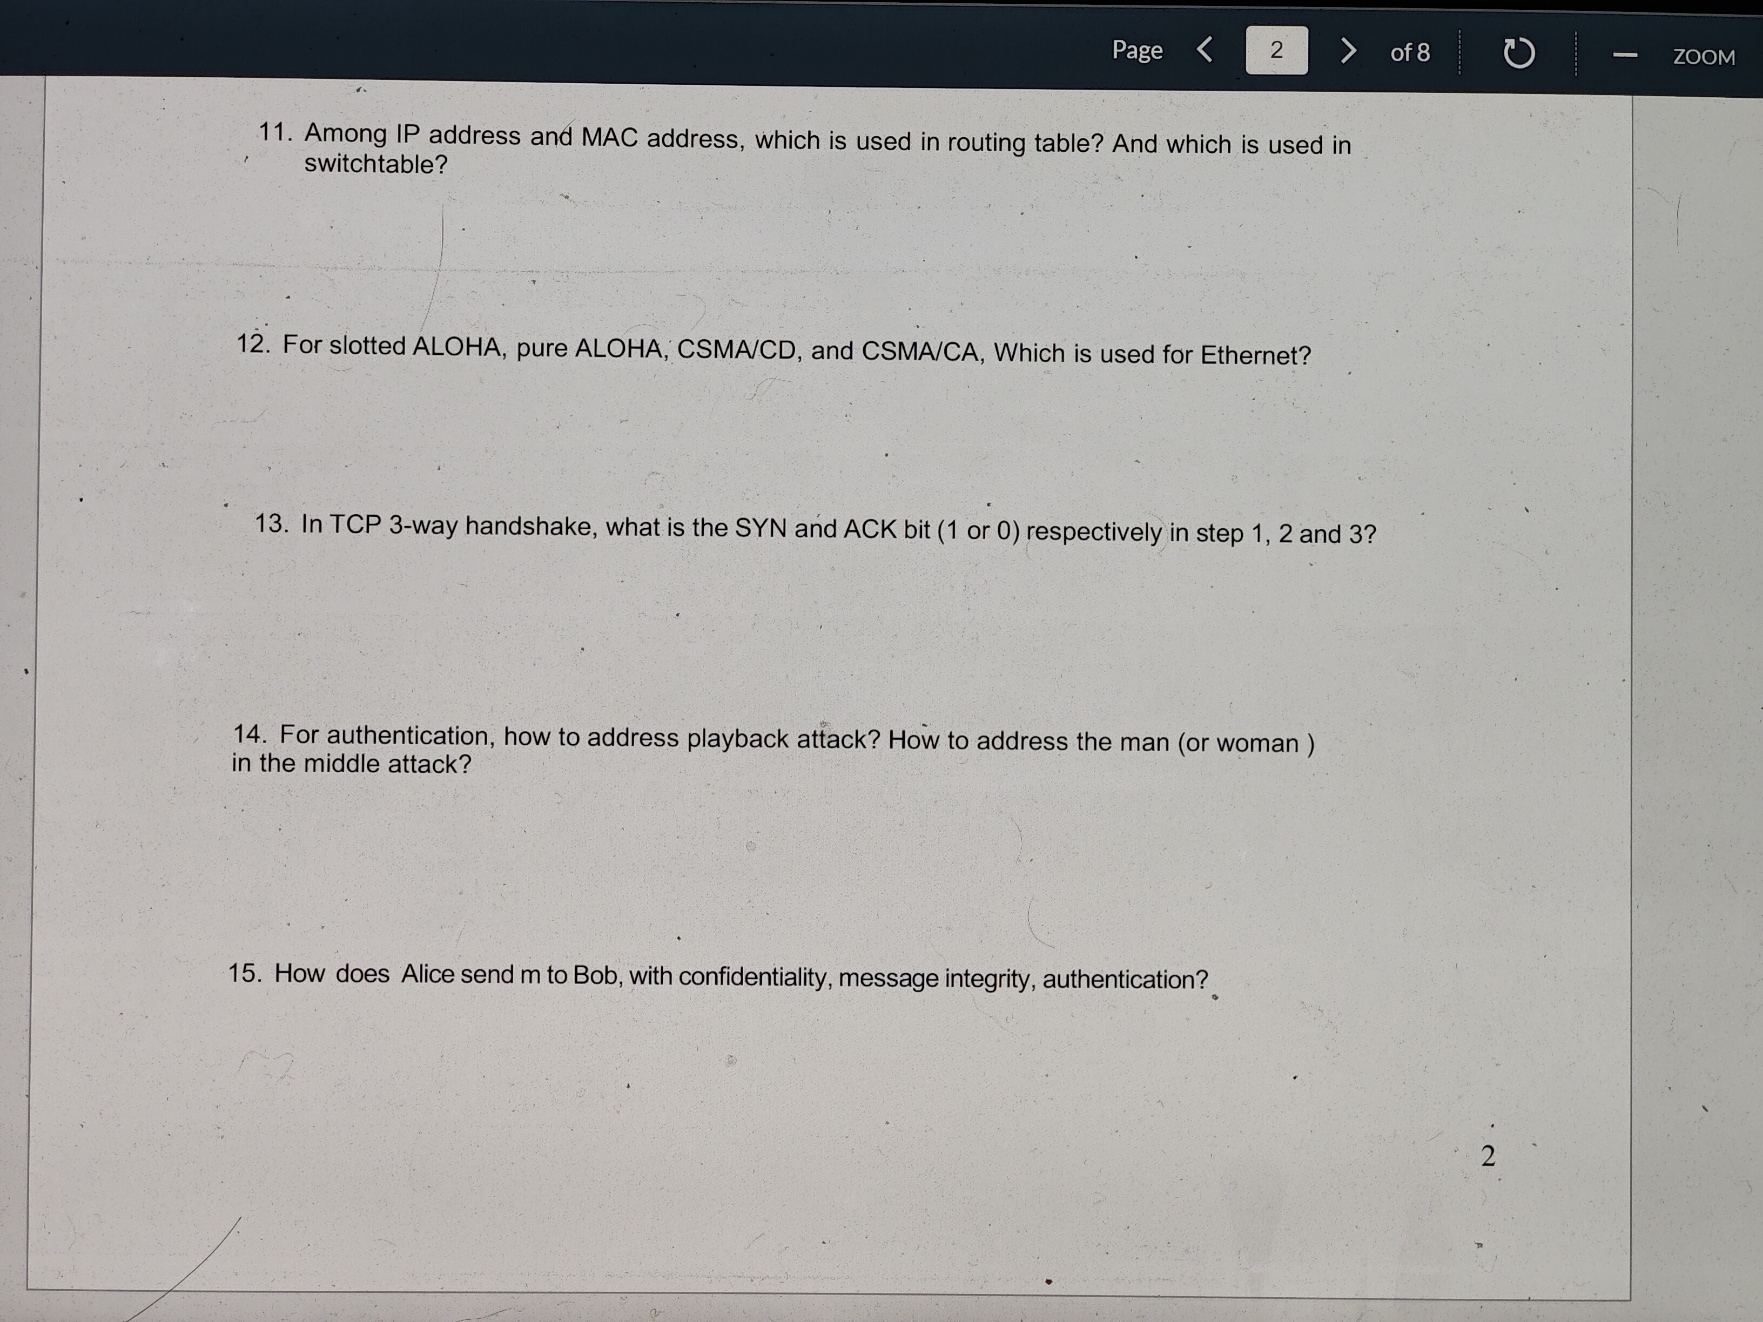 Page < 2 > of 8 ZOOM
11. Among IP address and MAC address, which is used in routing table? And which is used in
switchtable?
12. For slotted ALOHA, pure ALOHA, CSMA/CD, and CSMA/CA, Which is used for Ethernet?
13. In TCP 3-way handshake, what is the SYN and ACK bit (1 or 0) respectively in step 1, 2 and 3?
14. For authentication, how to address playback attack? How to address the man (or woman )
in the middle attack?
15. How does Alice send m to Bob, with confidentiality, message integrity, authentication?
2